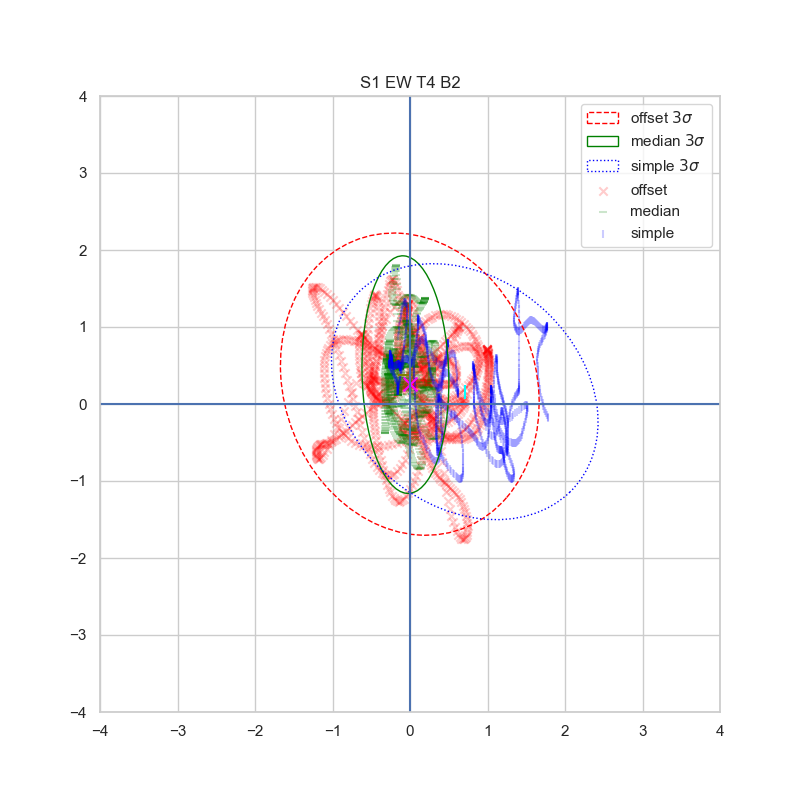 S1 EW T4 B2
offset 3σ
median 3σ
simple 3σ
offset
median
simple
4
3
2
1
0
−1
−2
−3
−4
−4 −3 −2 −1 0 1 2 3 4